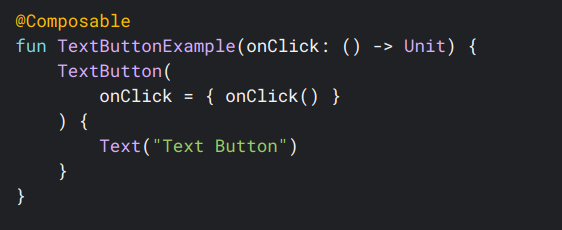 @Composable
fun TextButtonExample(onClick: () -> Unit) {
    TextButton(
        onClick = { onClick() }
    ) {
        Text("Text Button")
    }
}